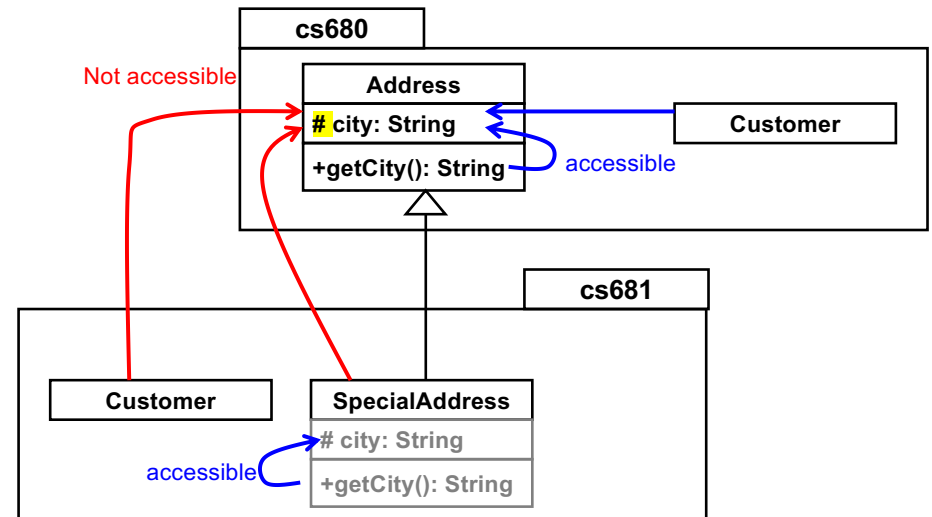 cs680
Not accessible
Address
# city: String
Customer
+getCity(): String
accessible
cs681
Customer
SpecialAddress
# city: String
accessible
+getCity(): String